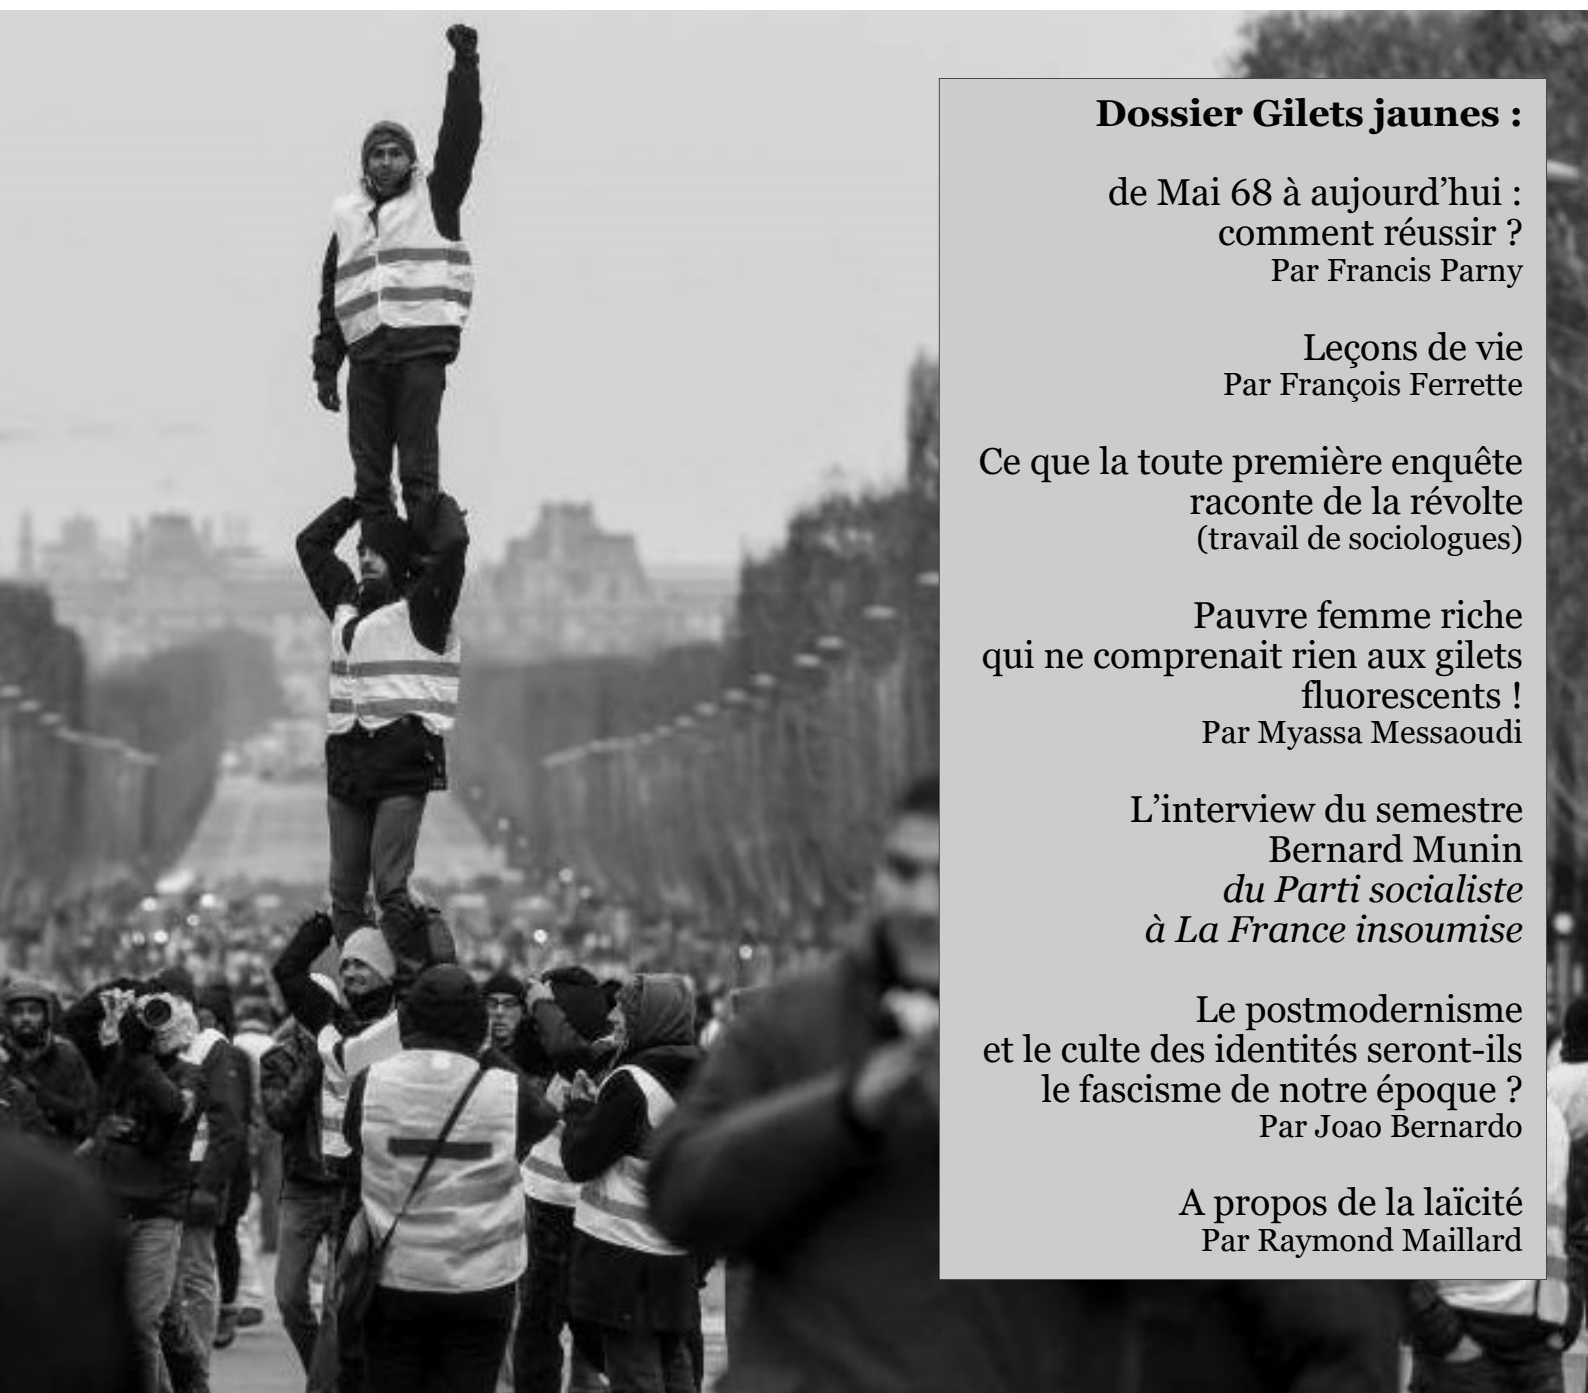 Dossier Gilets jaunes :
de Mai 68 à aujourd’hui :
comment réussir ?
Par Francis Parny
Leçons de vie
Par François Ferrette
Ce que la toute première enquête
raconte de la révolte
(travail de sociologues)
Pauvre femme riche
qui ne comprenait rien aux gilets
fluorescents !
Par Myassa Messaoudi
L’interview du semestre
Bernard Munin
du Parti socialiste
à La France insoumise
Le postmodernisme
et le culte des identités seront-ils
le fascisme de notre époque ?
Par Joao Bernardo
A propos de la laïcité
Par Raymond Maillard